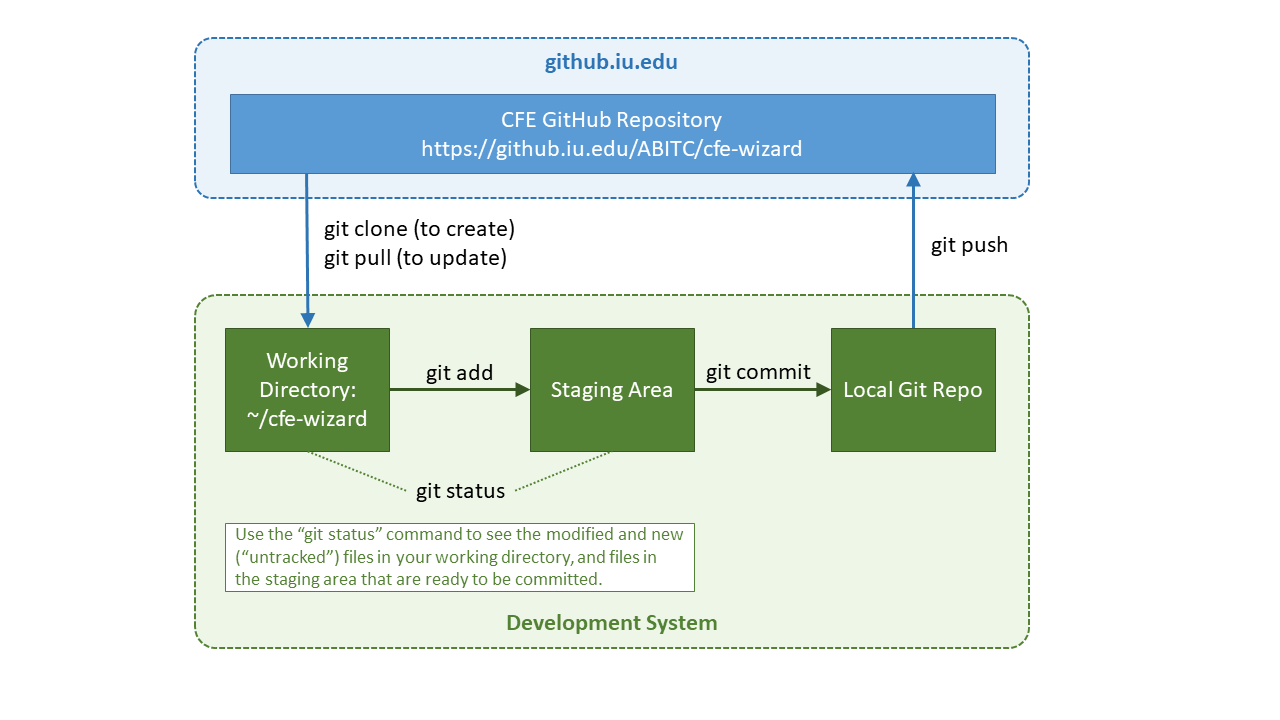 github.iu.edu
CFE GitHub Repository
https://github.iu.edu/ABITC/cfe-wizard
git clone (to create)
git pull (to update)
git push
Working
Directory:
~/cfe-wizard
git add
Staging Area
git commit
Local Git Repo
git status
Use the “git status” command to see the modified and new
(“untracked”) files in your working directory, and files in
the staging area that are ready to be committed.
Development System